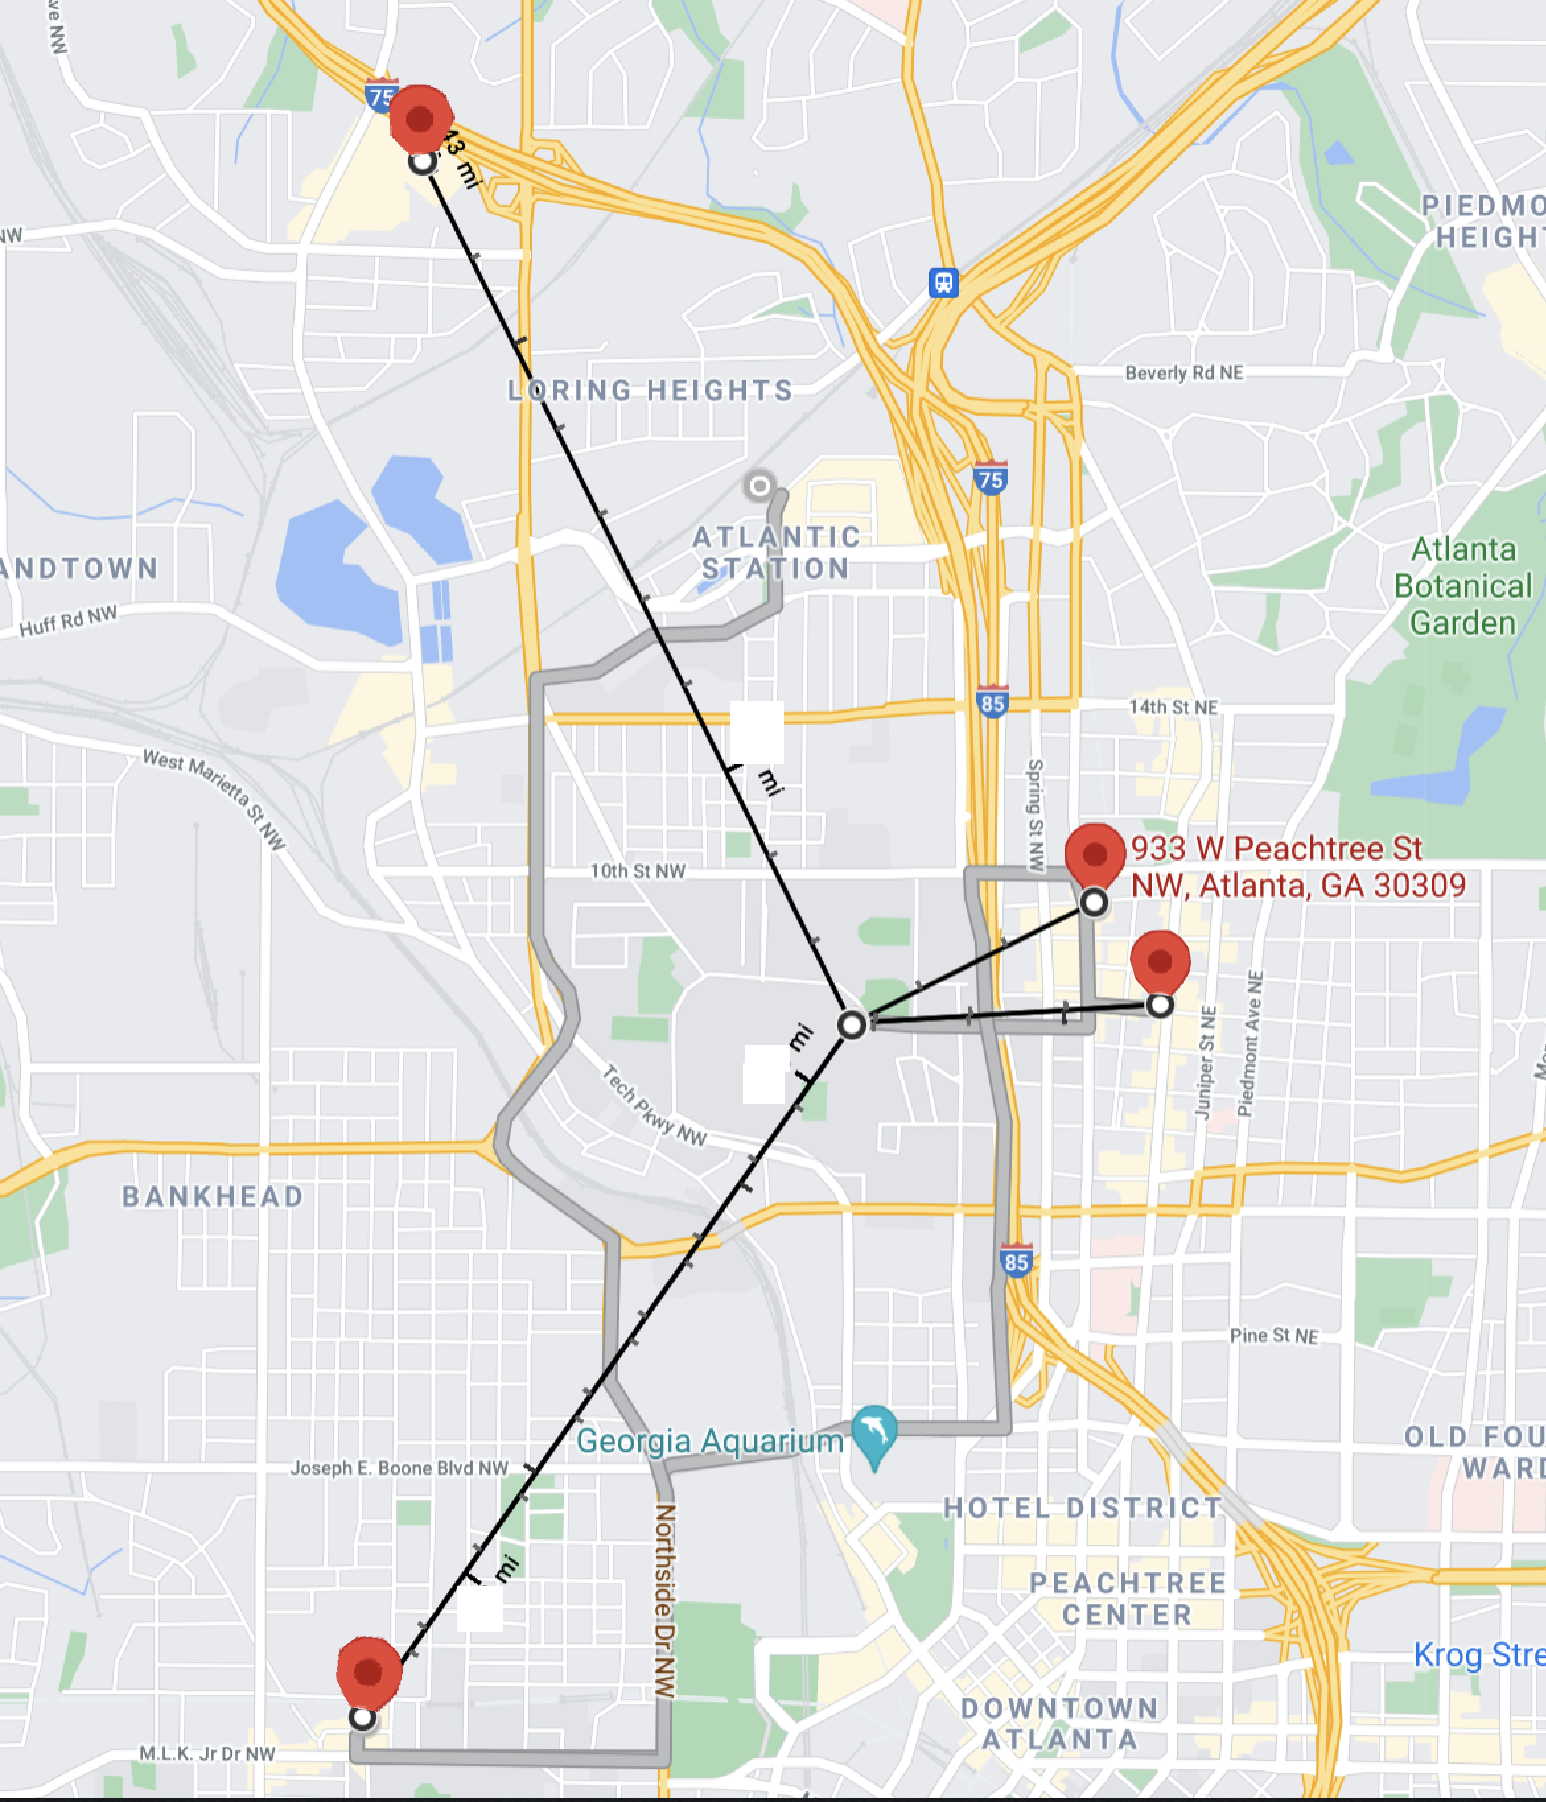 ve NW
75
43 mi
PIEDMO
HEIGHT
NW
Beverly Rd NE
LORING HEIGHTS
75
ATLANTIC
STATION
Atlanta
Botanical
Garden
ANDTOWN
Huff Rd NW
85
14th St NE
West Marietta St NW
mi
Spring St NW
933 W Peachtree St
NW, Atlanta, GA 30309
10th St NW
mi
Juniper St NE
Piedmont Ave NE
Tech Pkwy NW
BANKHEAD
85
Pine St NE
Georgia Aquarium
OLD FOU
WARD
Joseph E. Boone Blvd NW
HOTEL DISTRICT
Northside Dr NW
mi
PEACHTREE
CENTER
Krog Stre
DOWNTOWN
ATLANTA
M.L.K. Jr Dr NW